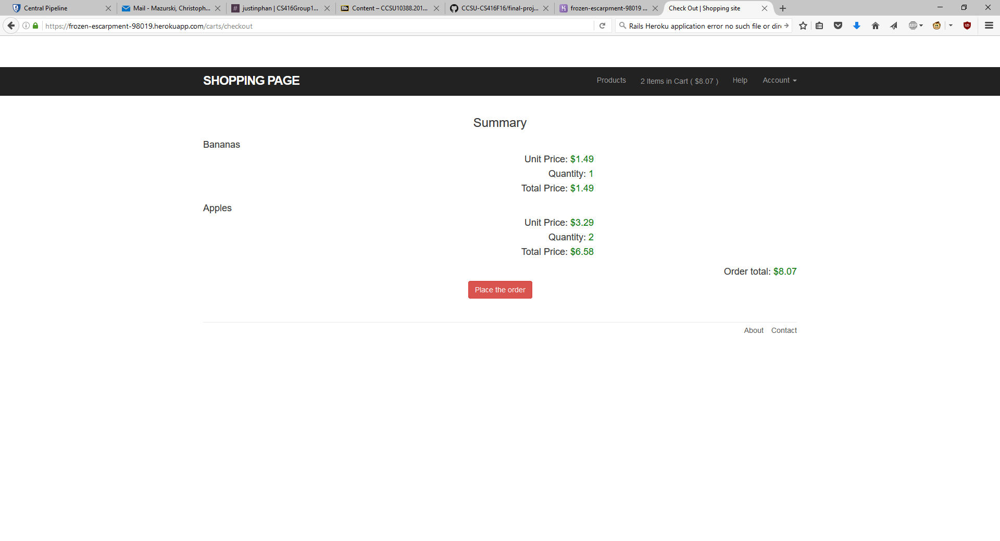 Central Pipeline
Mail - Mazurski, Christoph...
# justinphan | CS416Group1...
Bb Content – CCSU10388.201...
CCSU-CS416F16/final-proj...
frozen-escarpment-98019 ...
Check Out | Shopping site
https://frozen-escarpment-98019.herokuapp.com/carts/checkout
Rails Heroku application error no such file or dire
ABP
SHOPPING PAGE
Products
2 Items in Cart ( $8.07 )
Help
Account
Summary
Bananas
Unit Price: $1.49
Quantity: 1
Total Price: $1.49
Apples
Unit Price: $3.29
Quantity: 2
Total Price: $6.58
Order total: $8.07
Place the order
About
Contact